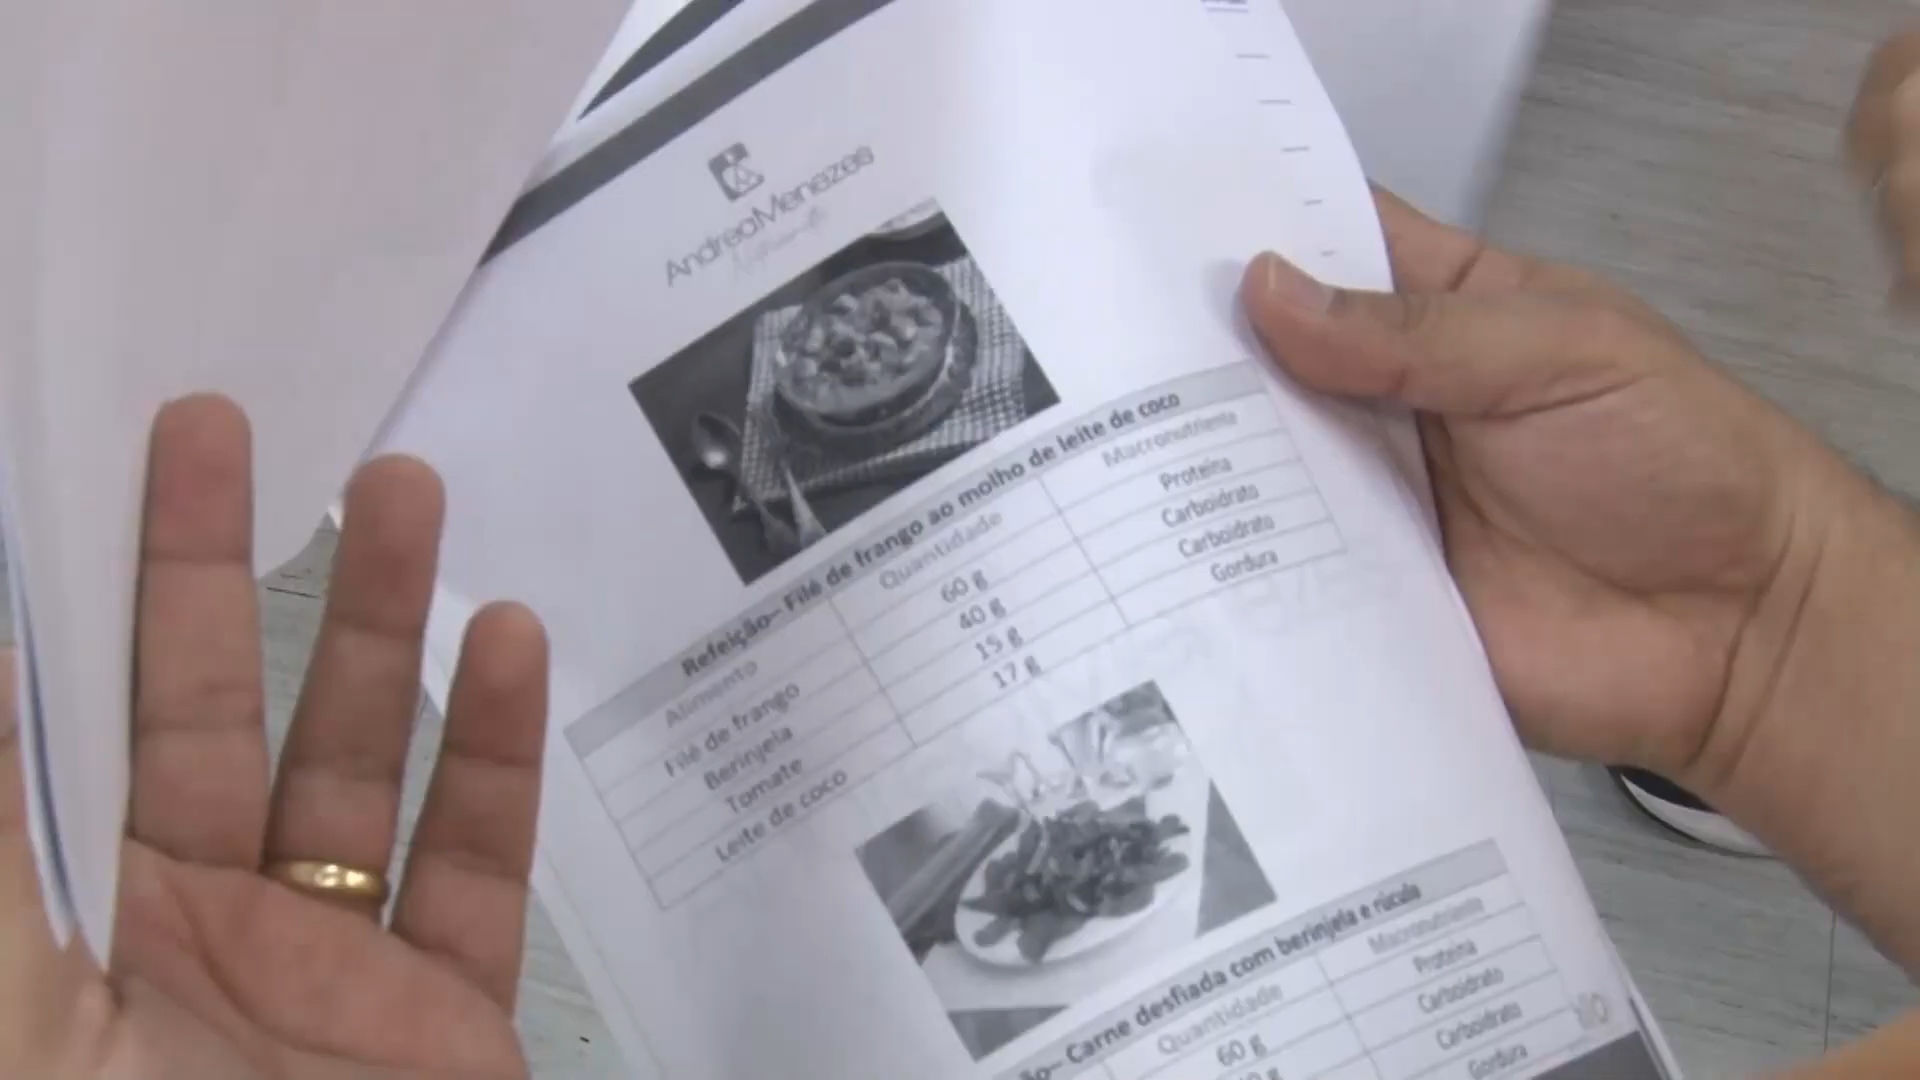 AndreaMenezes
Refeição– Filé de frango ao molho de leite de coco
Alimento Quantidade Macronutriente
Filé de frango 60 g Proteína
Berinjela 40 g Carboidrato
Tomate 15 g Carboidrato
Leite de coco 17 g Gordura
Carne desfiada com berinjela e rúcula
Quantidade Macronutriente
60 g Proteína
Carboidrato
Carboidrato
Gordura